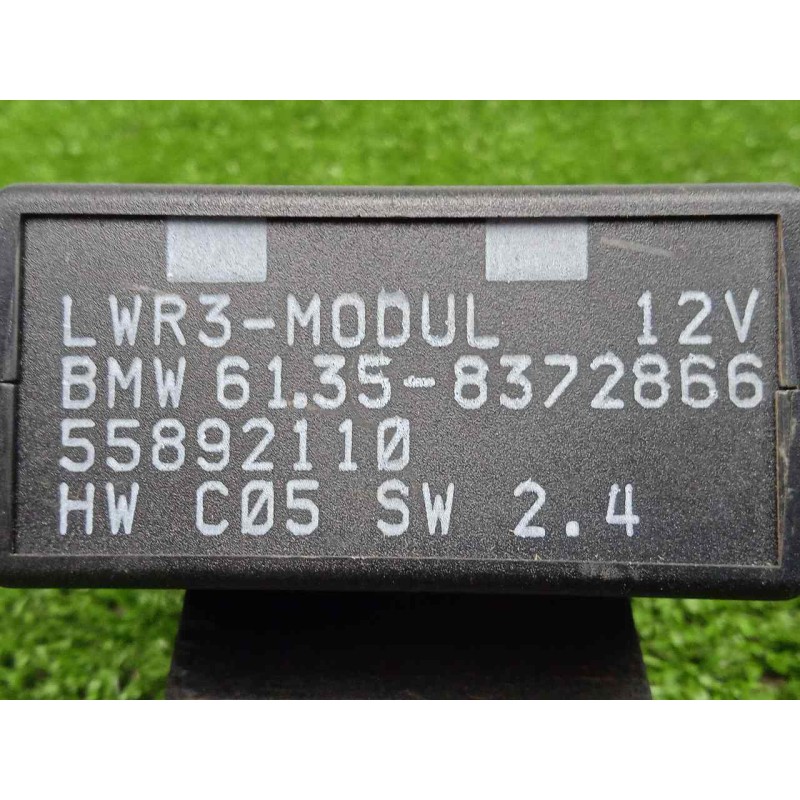 LWR3-MODUL 12V
BMW 61.35-8372866
55892110
HW C05 SW 2.4